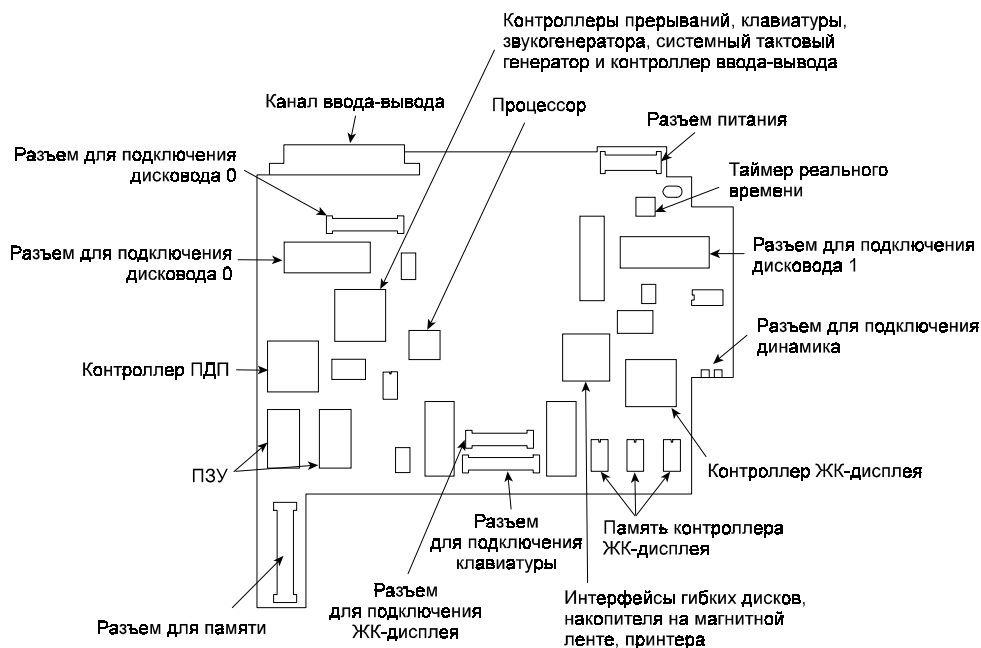 Контроллеры прерываний, клавиатуры,
звукогенератора, системный тактовый
генератор и контроллер ввода-вывода
Канал ввода-вывода
Процессор
Разъем питания
Разъем для подключения
дисковода 0
Таймер реального
времени
Разъем для подключения
дисковода 0
Разъем для подключения
дисковода 1
Разъем для подключения
динамика
Контроллер ПДП
ПЗУ
Контроллер ЖК-дисплея
Разъем
для подключения
клавиатуры
Память контроллера
ЖК-дисплея
Разъем
для подключения
ЖК-дисплея
Интерфейсы гибких дисков,
накопителя на магнитной
ленте, принтера
Разъем для памяти